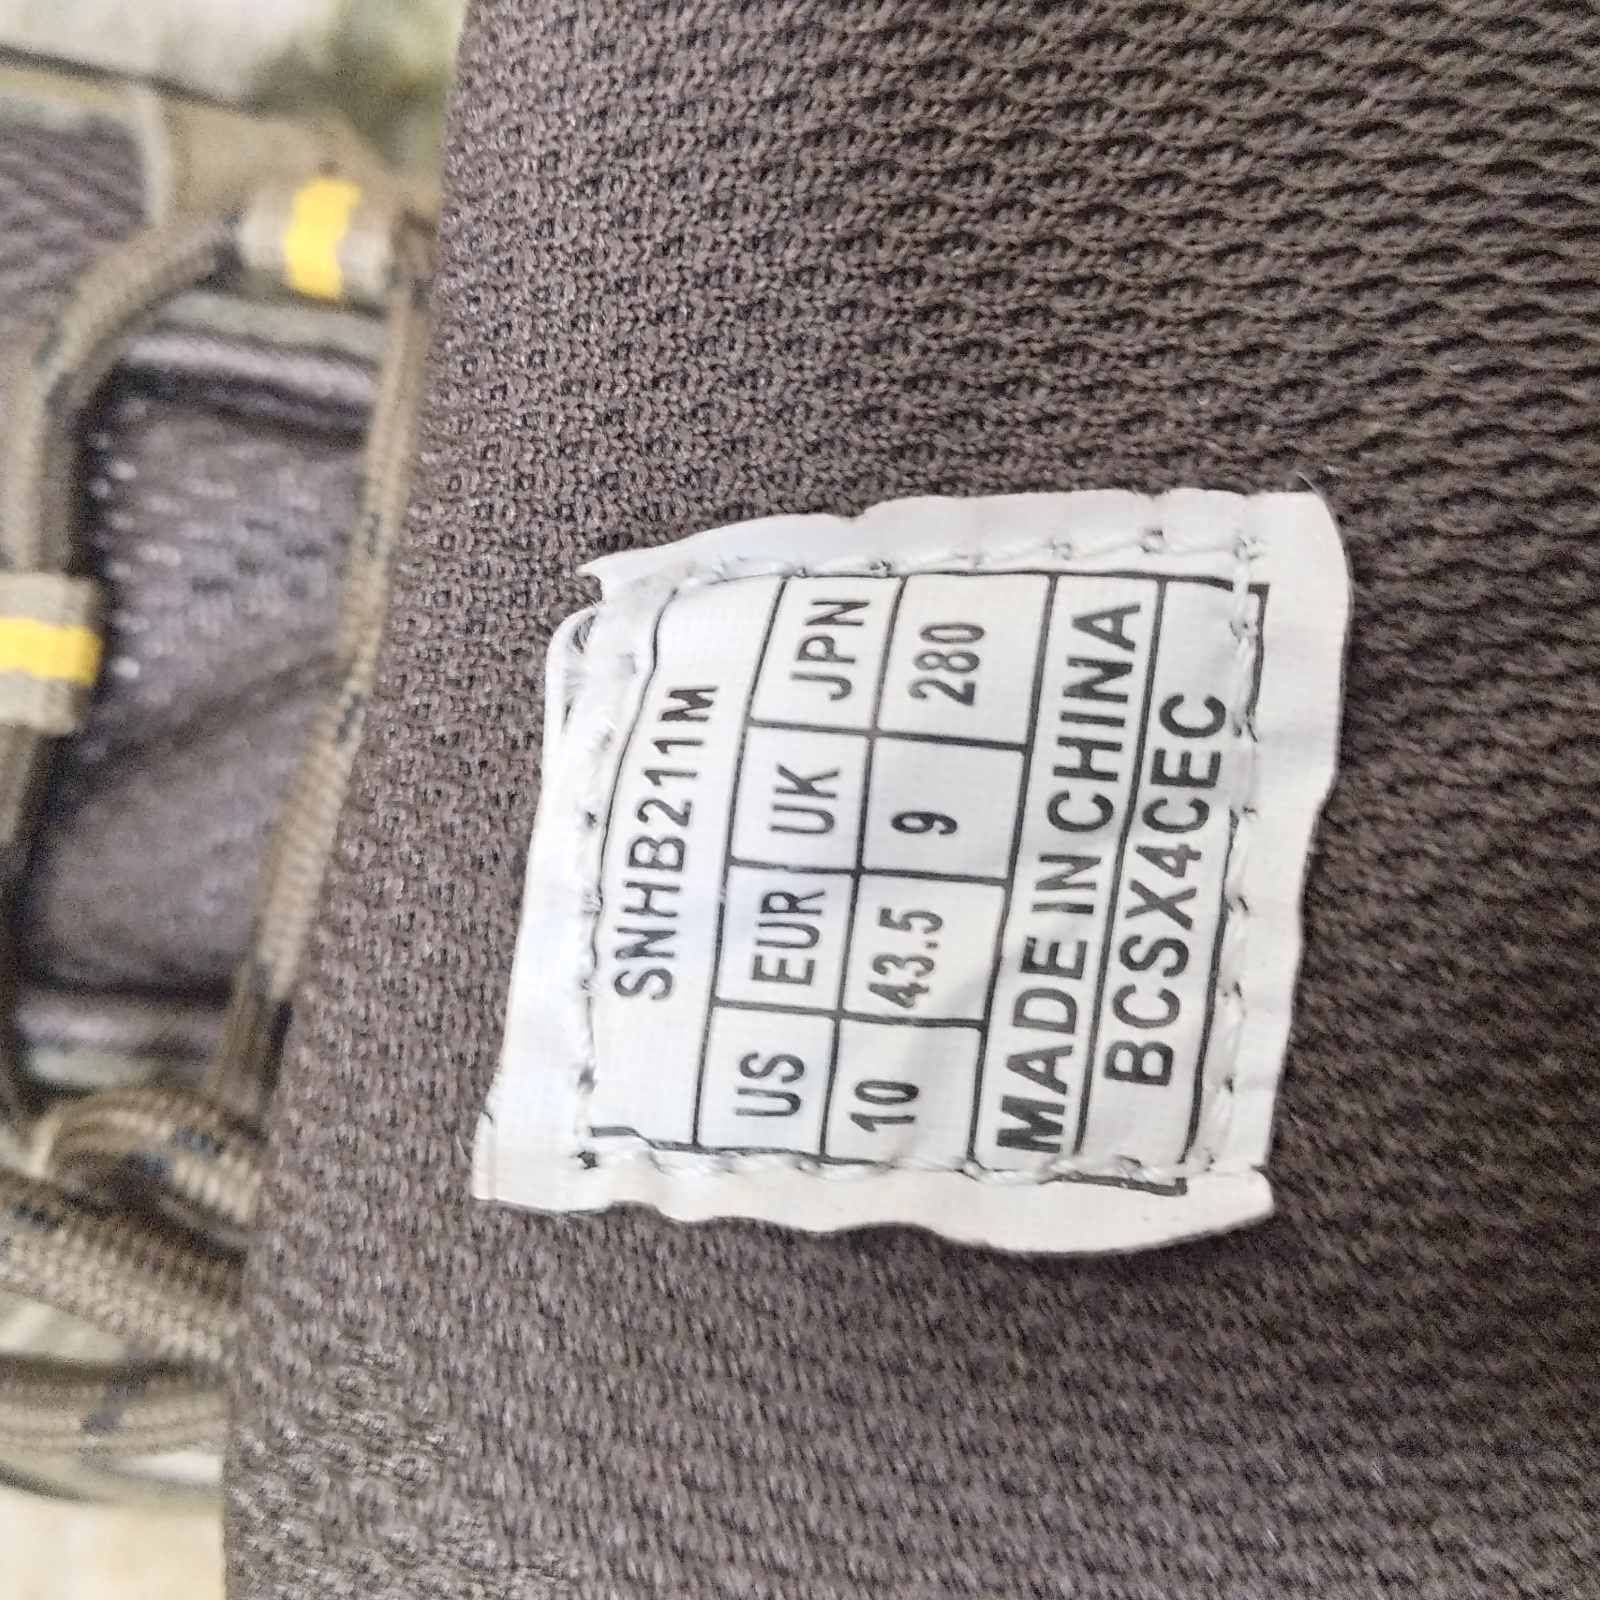 SNHB211M
US EUR UK JPN
10 43.5 9 280
MADE IN CHINA
BCSX4CEC